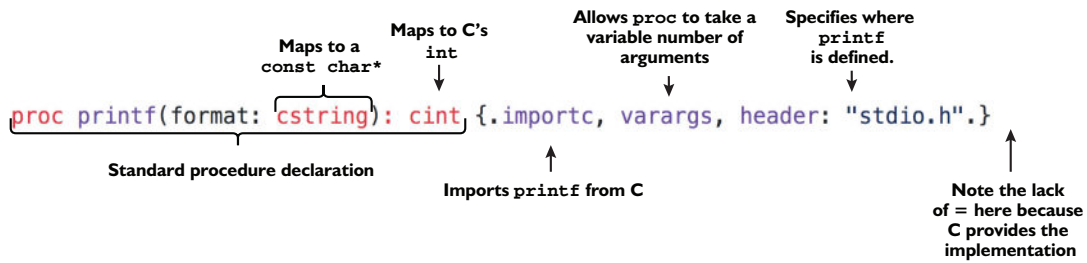 Maps to a
const char*
Maps to C's
int
Allows proc to take a
variable number of
arguments
Specifies where
printf
is defined.
proc printf(format: cstring): cint {.importc, varargs, header: "stdio.h".}
Standard procedure declaration
Imports printf from C
Note the lack
of = here because
C provides the
implementation